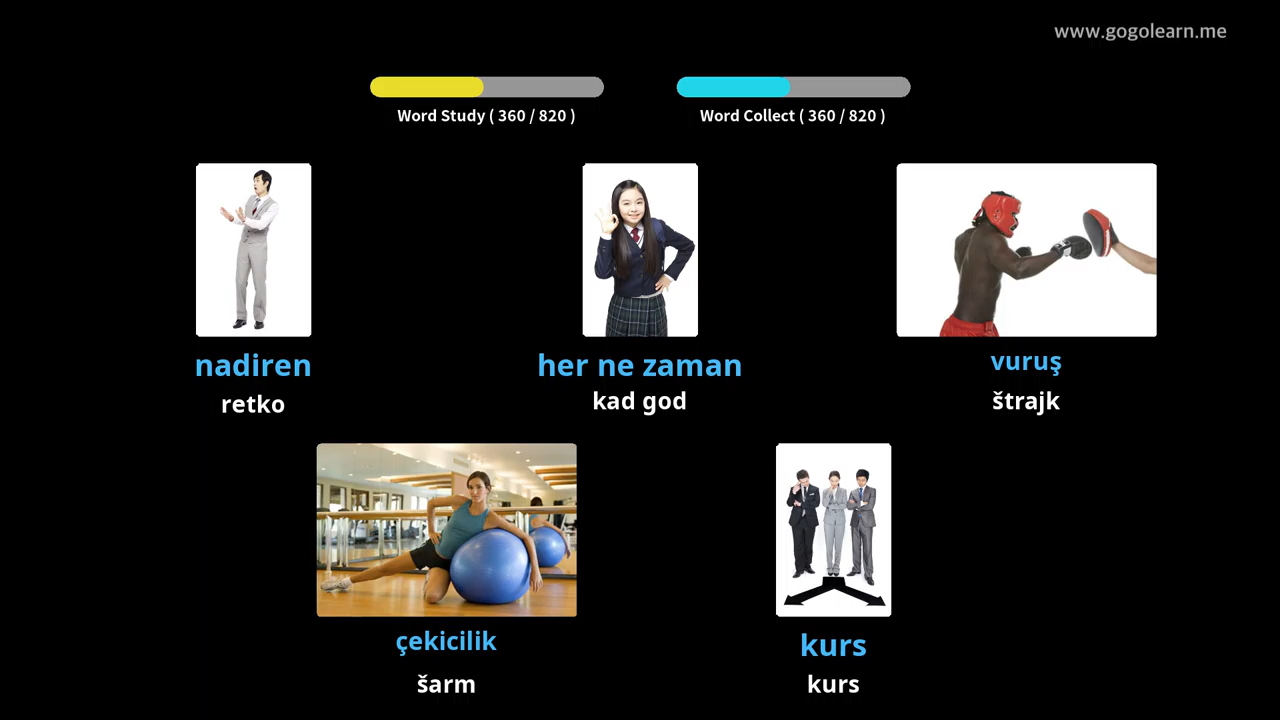 www.gogolearn.me
Word Study ( 360 / 820 )
Word Collect ( 360 / 820 )
nadiren
retko
her ne zaman
kad god
vuruş
štrajk
çekicilik
šarm
kurs
kurs